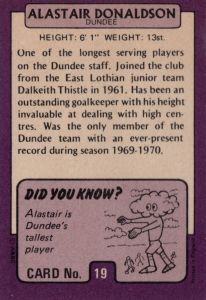 ALASTAIR DONALDSON
DUNDEE
HEIGHT: 6' 1" WEIGHT: 13st.
One of the longest serving players
on the Dundee staff. Joined the club
from the East Lothian junior team
Dalkeith Thistle in 1961. Has been an
outstanding goalkeeper with his height
invaluable at dealing with high cen-
tres. Was the only member of the
Dundee team with an ever-present
record during season 1969-1970.
DID YOU KNOW?
Alastair is
Dundee's
tallest
player
CARD No. 19